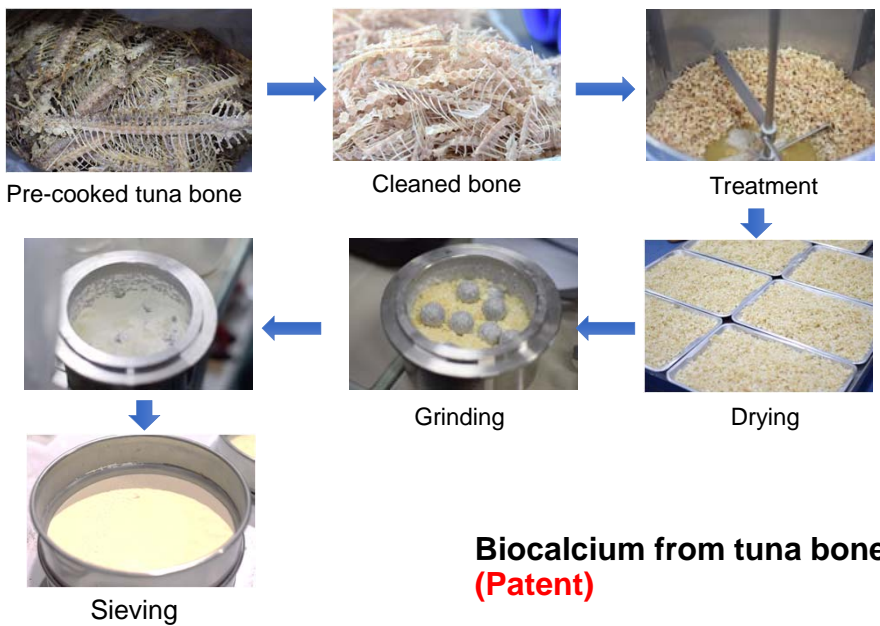 Pre-cooked tuna bone
Cleaned bone
Treatment
Grinding
Drying
Sieving
Biocalcium from tuna bone
(Patent)